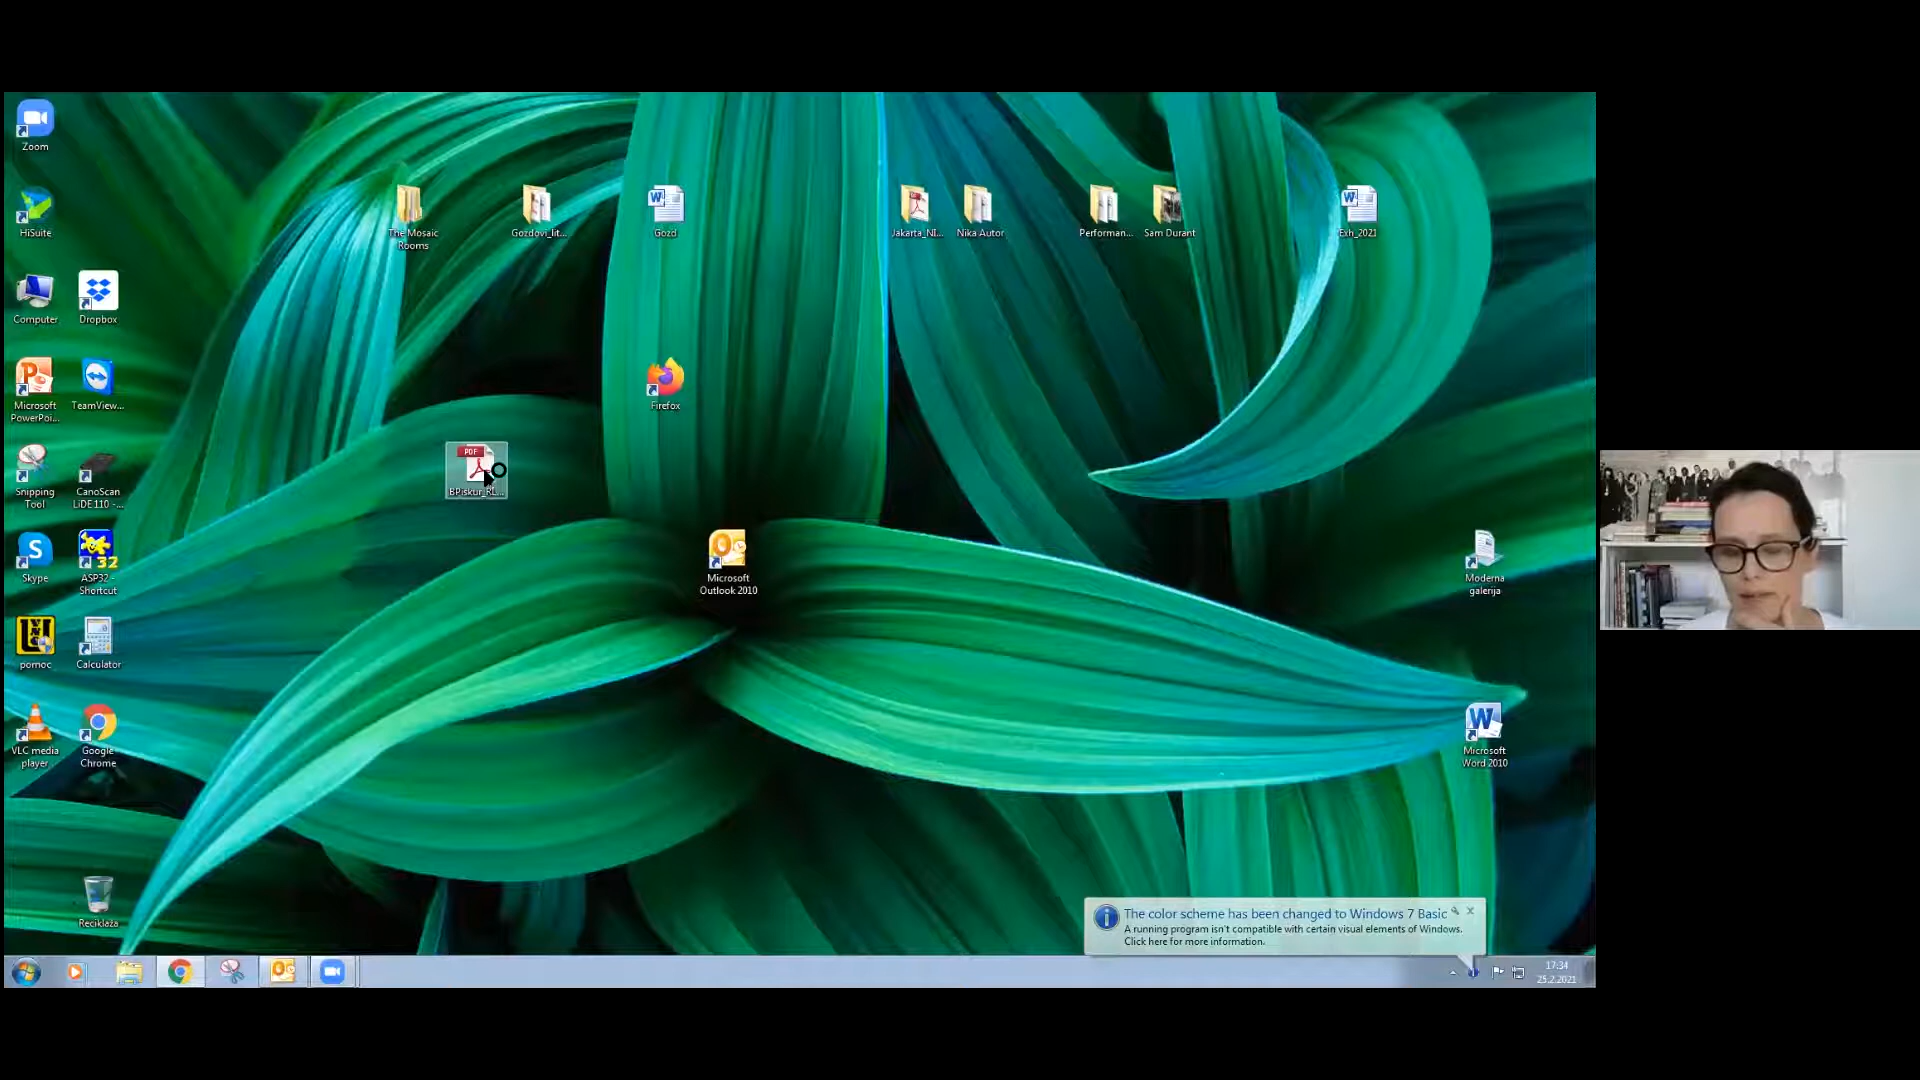 Zoom
HiSuite
Computer
Dropbox
Microsoft
PowerPoi...
TeamView...
Snipping
Tool
CanoScan
LiDE 110 -...
Skype
ASP32 -
Shortcut
pomoc
Calculator
VLC media
player
Google
Chrome
Reciklaža
The Mosaic
Rooms
Gozdovi_lit...
Gozd
Jakarta_NI...
Nika Autor
Performan...
Sam Durant
Exh_2021
Firefox
PDF
BPiskur_RL...
Microsoft
Outlook 2010
Moderna
galerija
Microsoft
Word 2010
The color scheme has been changed to Windows 7 Basic
A running program isn't compatible with certain visual elements of Windows.
Click here for more information.
17:34
25.2.2021